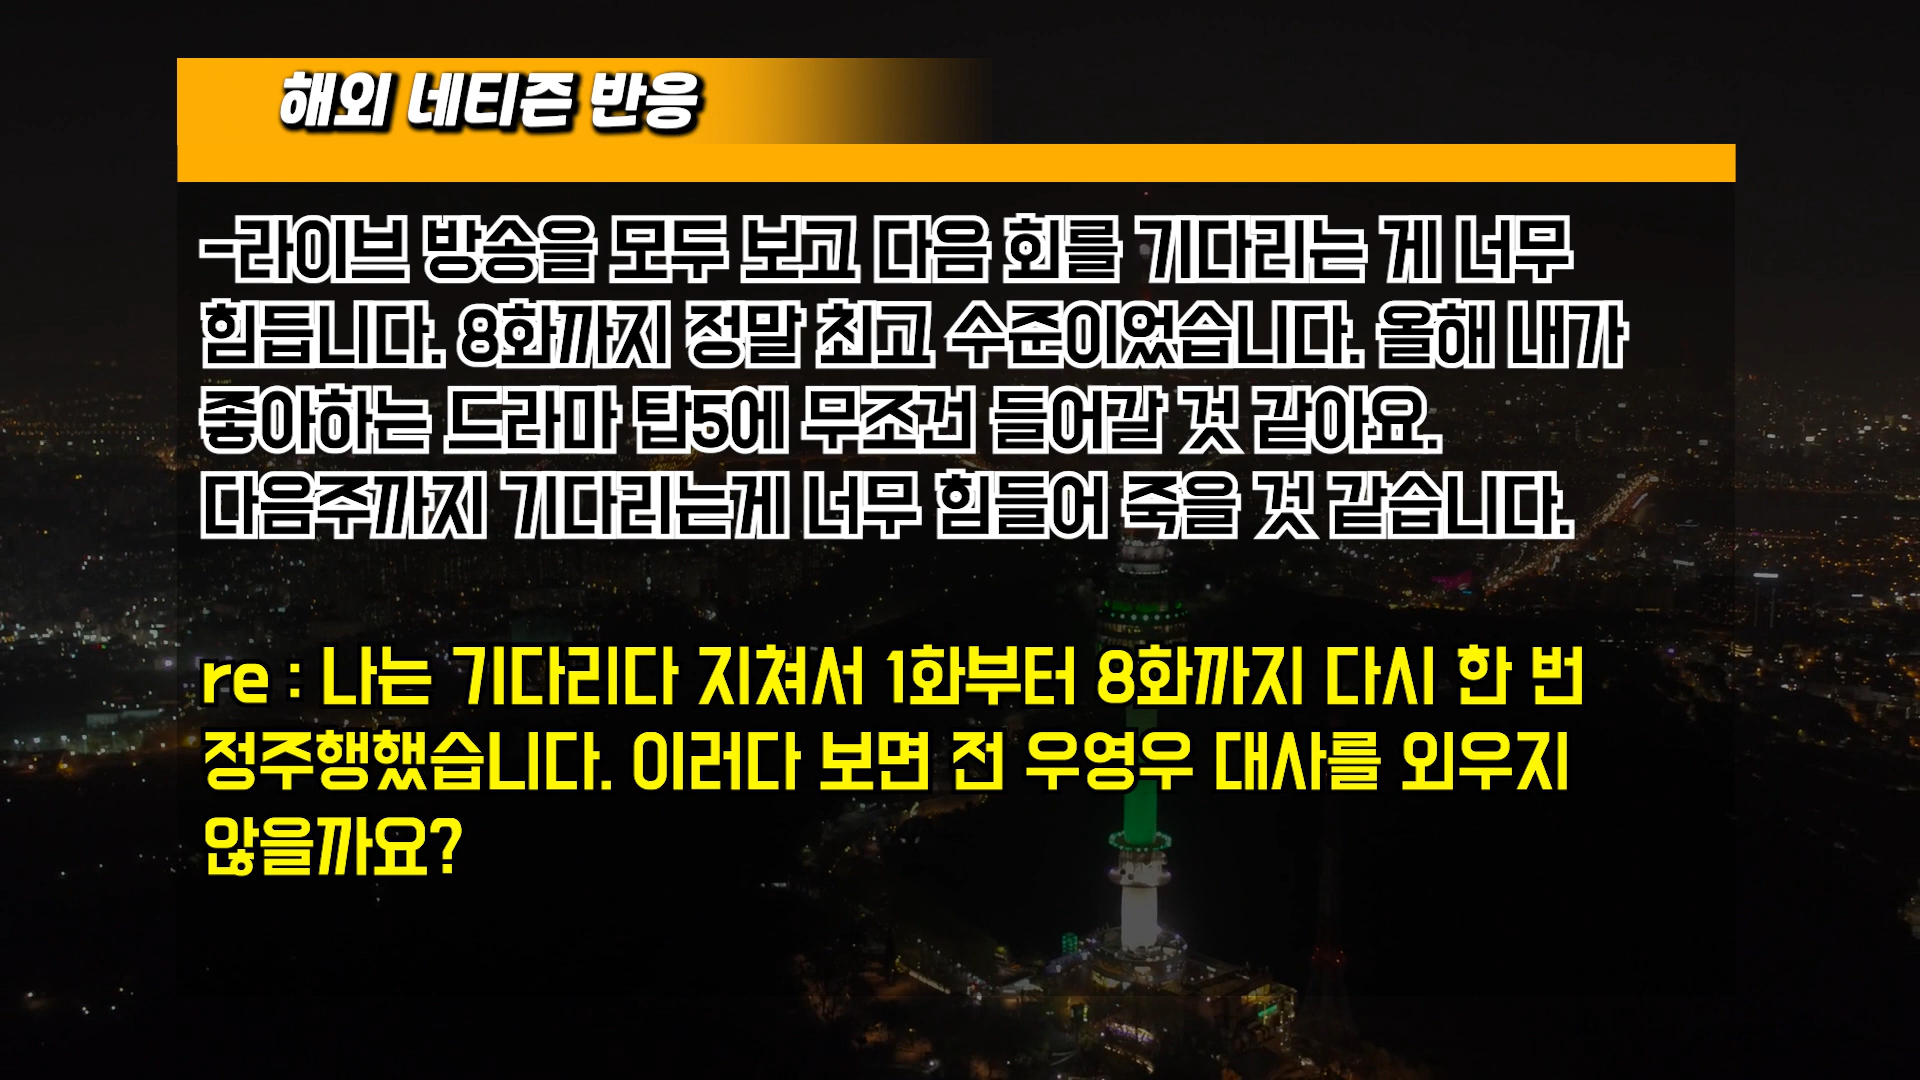 해외 네티즌 반응
-라이브 방송을 모두 보고 다음 회를 기다리는 게 너무
힘듭니다. 8화까지 정말 최고 수준이었습니다. 올해 내가
좋아하는 드라마 탑5에 무조건 들어갈 것 같아요.
다음주까지 기다리는게 너무 힘들어 죽을 것 같습니다.
re : 나는 기다리다 지쳐서 1화부터 8화까지 다시 한 번
정주행했습니다. 이러다 보면 전 우영우 대사를 외우지
않을까요?